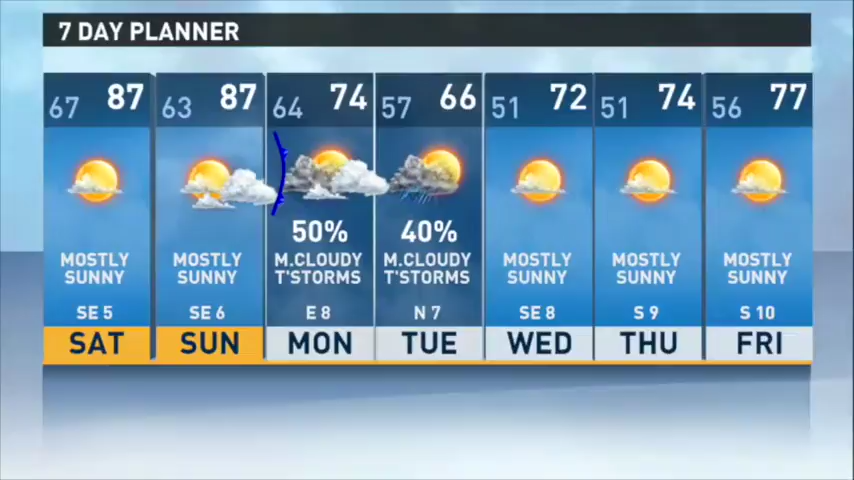 7 DAY PLANNER
67 87
MOSTLY
SUNNY
SE 5
SAT
63 87
MOSTLY
SUNNY
SE 6
SUN
64 74
50%
M.CLOUDY
T'STORMS
E 8
MON
57 66
40%
M.CLOUDY
T'STORMS
N 7
TUE
51 72
MOSTLY
SUNNY
SE 8
WED
51 74
MOSTLY
SUNNY
S 9
THU
56 77
MOSTLY
SUNNY
S 10
FRI